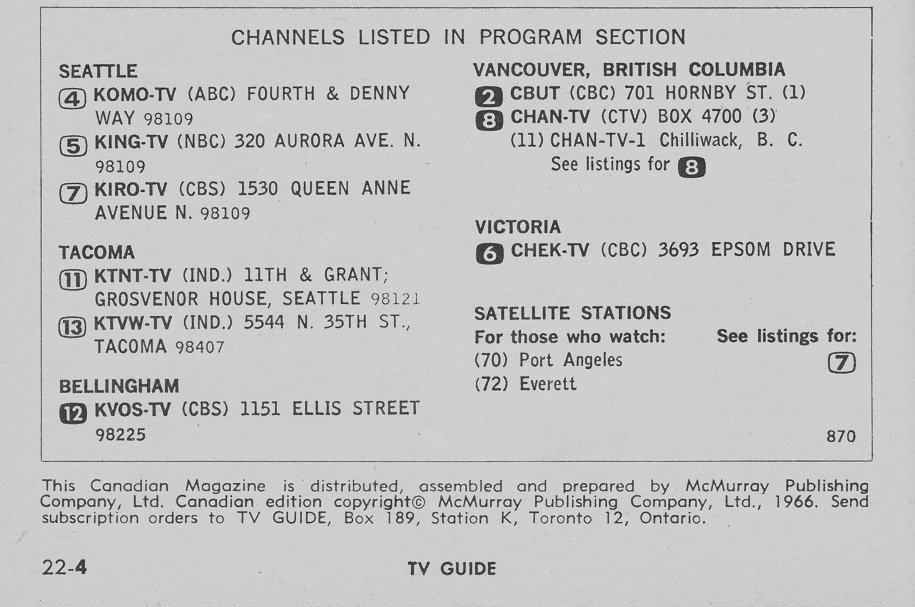 CHANNELS LISTED IN PROGRAM SECTION
SEATTLE
4 KOMO-TV (ABC) FOURTH & DENNY
WAY 98109
5 KING-TV (NBC) 320 AURORA AVE. N.
98109
7 KIRO-TV (CBS) 1530 QUEEN ANNE
AVENUE N. 98109
TACOMA
11 KTNT-TV (IND.) 11TH & GRANT;
GROSVENOR HOUSE, SEATTLE 98121
13 KTVW-TV (IND.) 5544 N. 35TH ST.,
TACOMA 98407
BELLINGHAM
12 KVOS-TV (CBS) 1151 ELLIS STREET
98225
VANCOUVER, BRITISH COLUMBIA
2 CBUT (CBC) 701 HORNBY ST. (1)
8 CHAN-TV (CTV) BOX 4700 (3)
(11) CHAN-TV-1 Chilliwack, B. C.
See listings for 8
VICTORIA
6 CHEK-TV (CBC) 3693 EPSOM DRIVE
SATELLITE STATIONS
For those who watch: See listings for:
(70) Port Angeles 7
(72) Everett
870
This Canadian Magazine is distributed, assembled and prepared by McMurray Publishing
Company, Ltd. Canadian edition copyright© McMurray Publishing Company, Ltd., 1966. Send
subscription orders to TV GUIDE, Box 189, Station K, Toronto 12, Ontario.
22-4 TV GUIDE